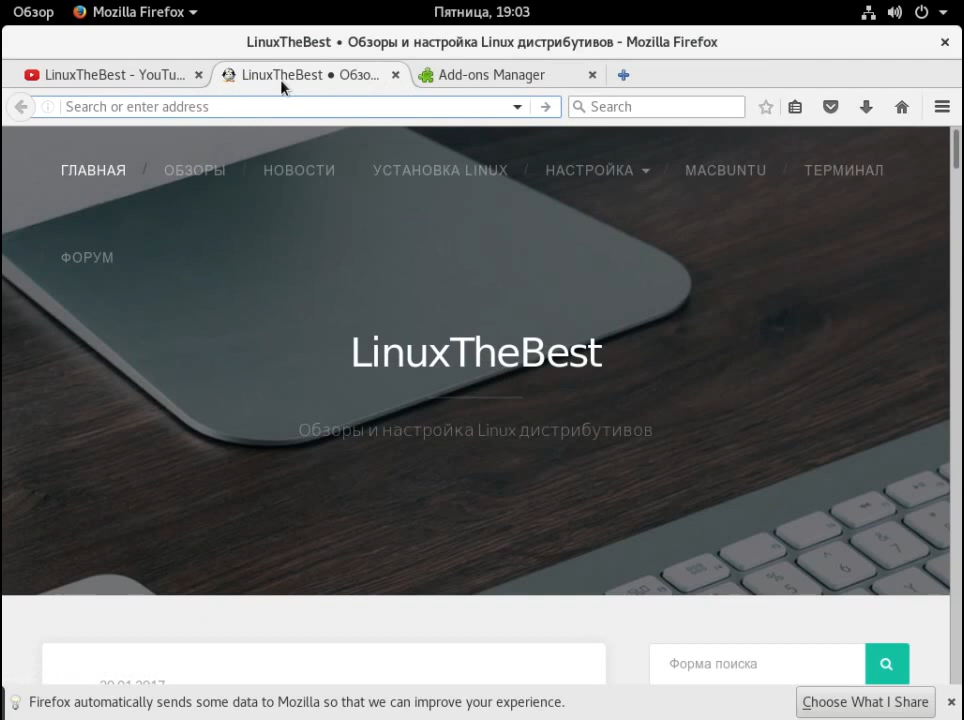 Обзор Mozilla Firefox Пятница, 19:03
LinuxTheBest • Обзоры и настройка Linux дистрибутивов - Mozilla Firefox
LinuxTheBest - YouTu... LinuxTheBest • Обзо... Add-ons Manager
Search or enter address Search
ГЛАВНАЯ / ОБЗОРЫ / НОВОСТИ / УСТАНОВКА LINUX / НАСТРОЙКА / MACBUNTU / ТЕРМИНАЛ
ФОРУМ
LinuxTheBest
Обзоры и настройка Linux дистрибутивов
Форма поиска
Firefox automatically sends some data to Mozilla so that we can improve your experience. Choose What I Share